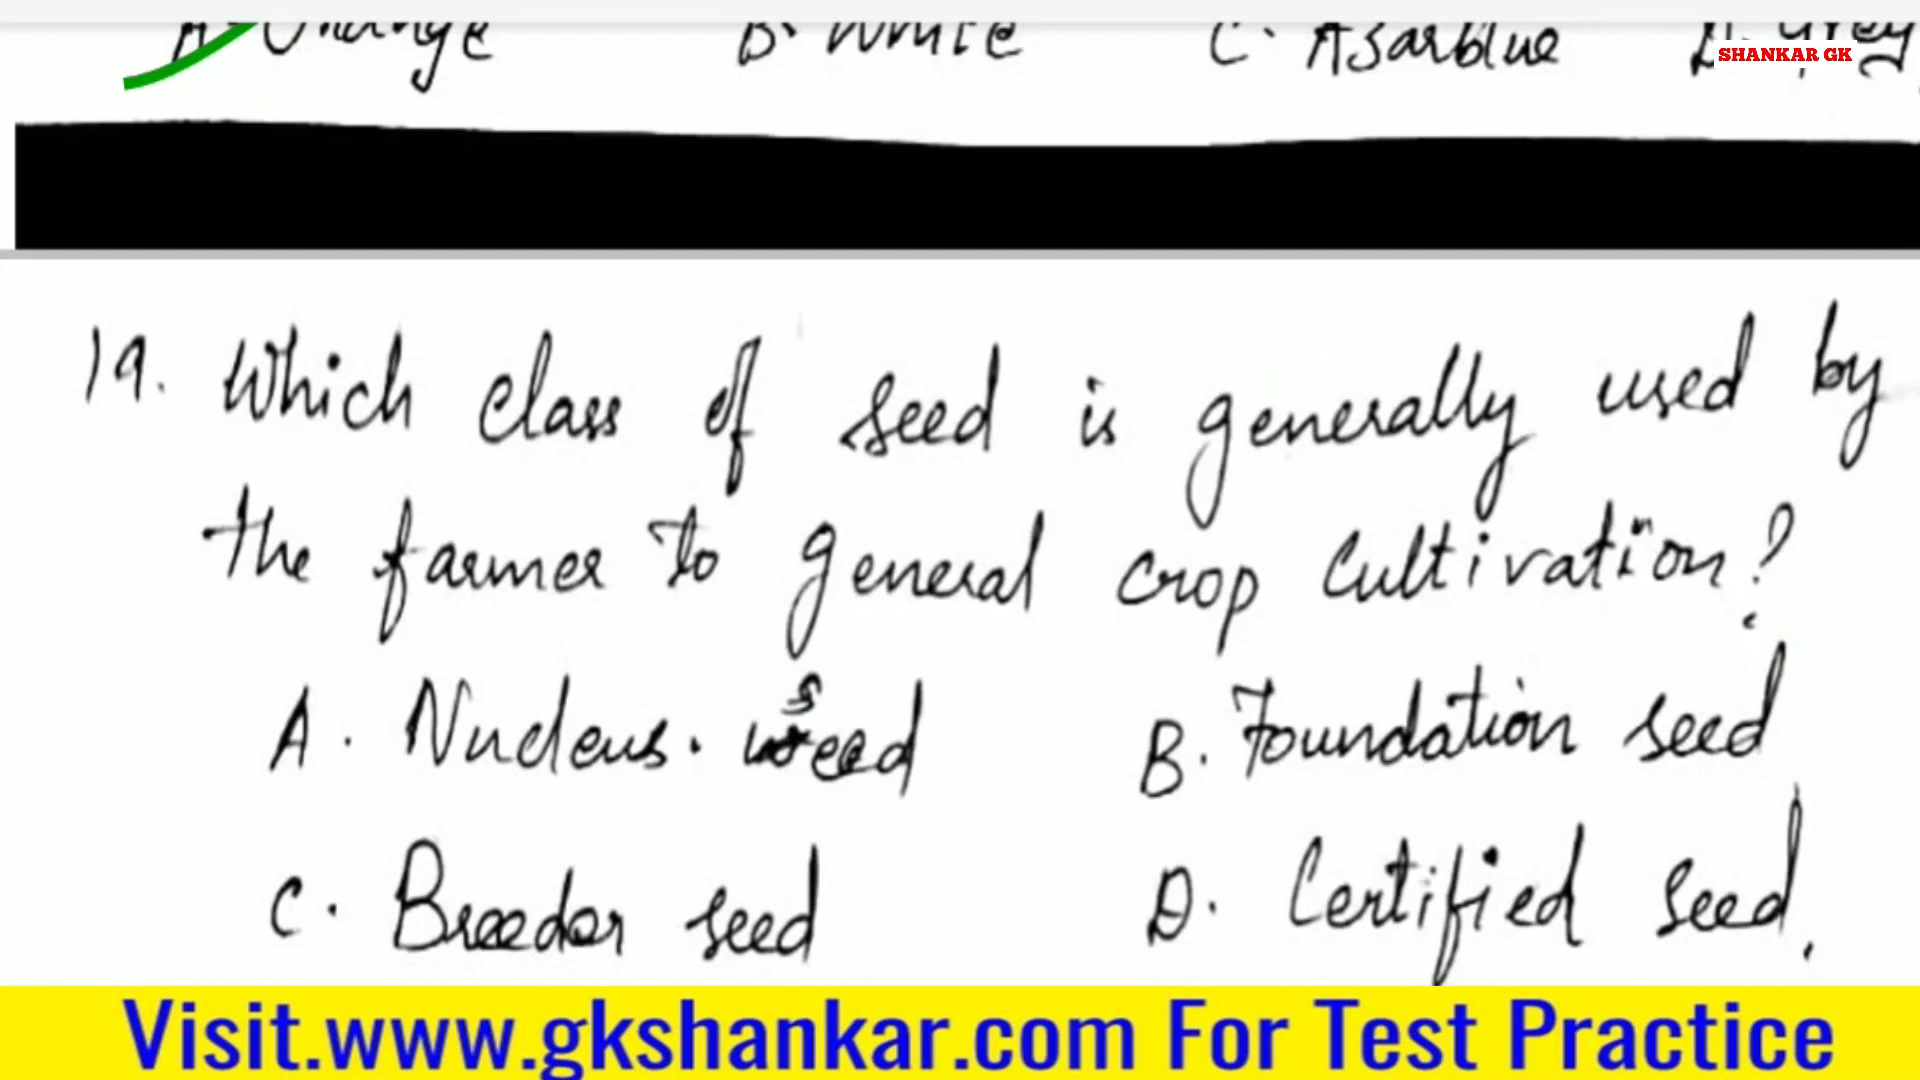 A. Orange B. White C. Asarblue D. Grey
SHANKAR GK
19. Which class of seed is generally used by
the farmer to general crop cultivation?
A. Nucleus. seed B. Foundation seed
C. Breeder seed D. Certified seed.
Visit.www.gkshankar.com For Test Practice